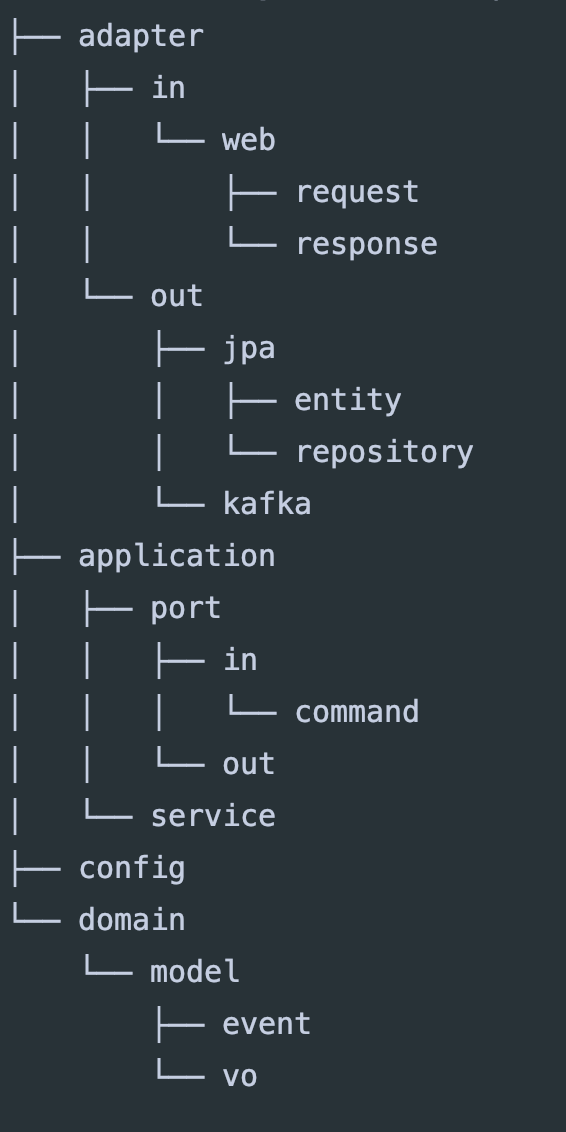 ├── adapter
│   ├── in
│   │   └── web
│   │       ├── request
│   │       └── response
│   └── out
│       ├── jpa
│       │   ├── entity
│       │   └── repository
│       └── kafka
├── application
│   ├── port
│   │   ├── in
│   │   │   └── command
│   │   └── out
│   └── service
├── config
└── domain
    └── model
        ├── event
        └── vo